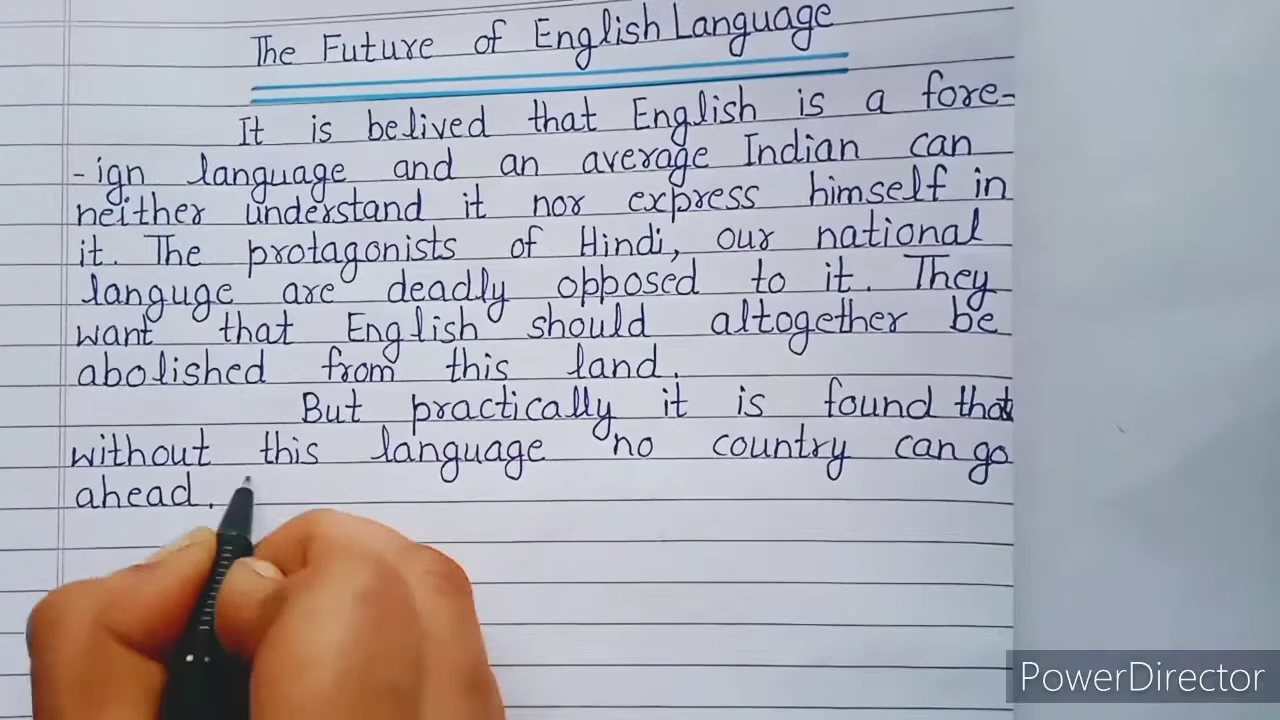 The Future of English Language
It is belived that English is a fore-
-ign language and an average Indian can
neither understand it nor express himself in
it. The protagonists of Hindi, our national
languge are deadly opposed to it. They
want that English should altogether be
abolished from this land.
But practically it is found that
without this language no country can go
ahead.
PowerDirector